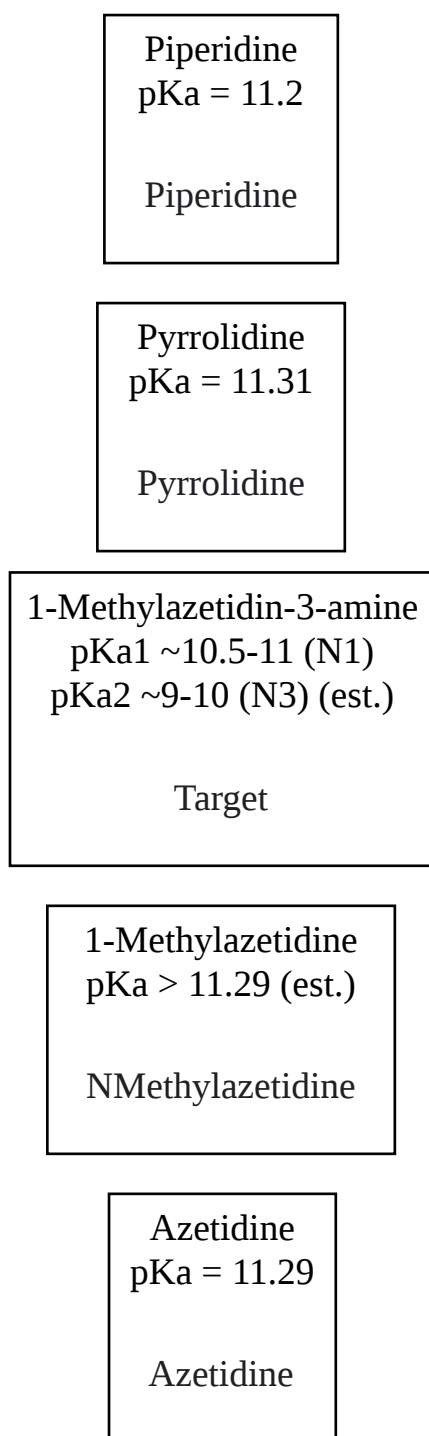 Piperidine
pKa = 11.2
Piperidine
Pyrrolidine
pKa = 11.31
Pyrrolidine
1-Methylazetidin-3-amine
pKa1 ~10.5-11 (N1)
pKa2 ~9-10 (N3) (est.)
Target
1-Methylazetidine
pKa > 11.29 (est.)
NMethylazetidine
Azetidine
pKa = 11.29
Azetidine